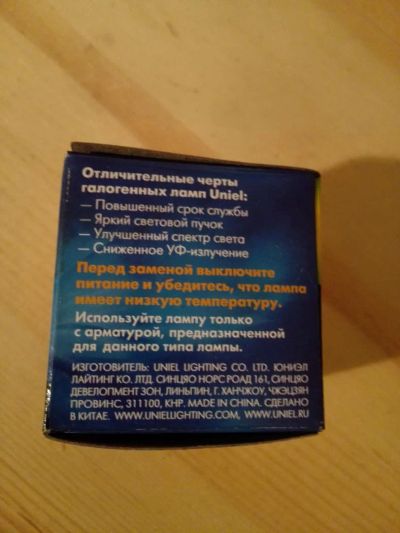 Отличительные черты
галогенных ламп Uniel:
— Повышенный срок службы
— Яркий световой пучок
— Улучшенный спектр света
— Сниженное УФ-излучение
Перед заменой выключите
питание и убедитесь, что лампа
имеет низкую температуру.
Используйте лампу только
с арматурой, предназначенной
для данного типа лампы.
ИЗГОТОВИТЕЛЬ: UNIEL LIGHTING CO. LTD. ЮНИЭЛ
ЛАЙТИНГ КО. ЛТД. СИНЦЯО НОРС РОАД 161, СИНЦЯО
ДЕВЕЛОПМЕНТ ЗОН, ЛИНЬПИН, Г. ХАНЧЖОУ, ЧЖЭЦЗЯН
ПРОВИНС, 311100, КНР. MADE IN CHINA. СДЕЛАНО
В КИТАЕ. WWW.UNIELLIGHTING.COM, WWW.UNIEL.RU